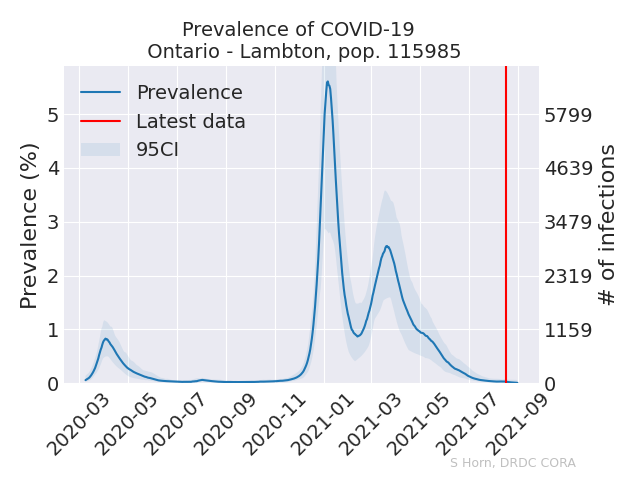 Prevalence of COVID-19
Ontario - Lambton, pop. 115985
Prevalence
Latest data
95CI
Prevalence (%)
5
4
3
2
1
0
5799
4639
3479
2319
1159
0
# of infections
2020-03
2020-05
2020-07
2020-09
2020-11
2021-01
2021-03
2021-05
2021-07
2021-09
S Horn, DRDC CORA